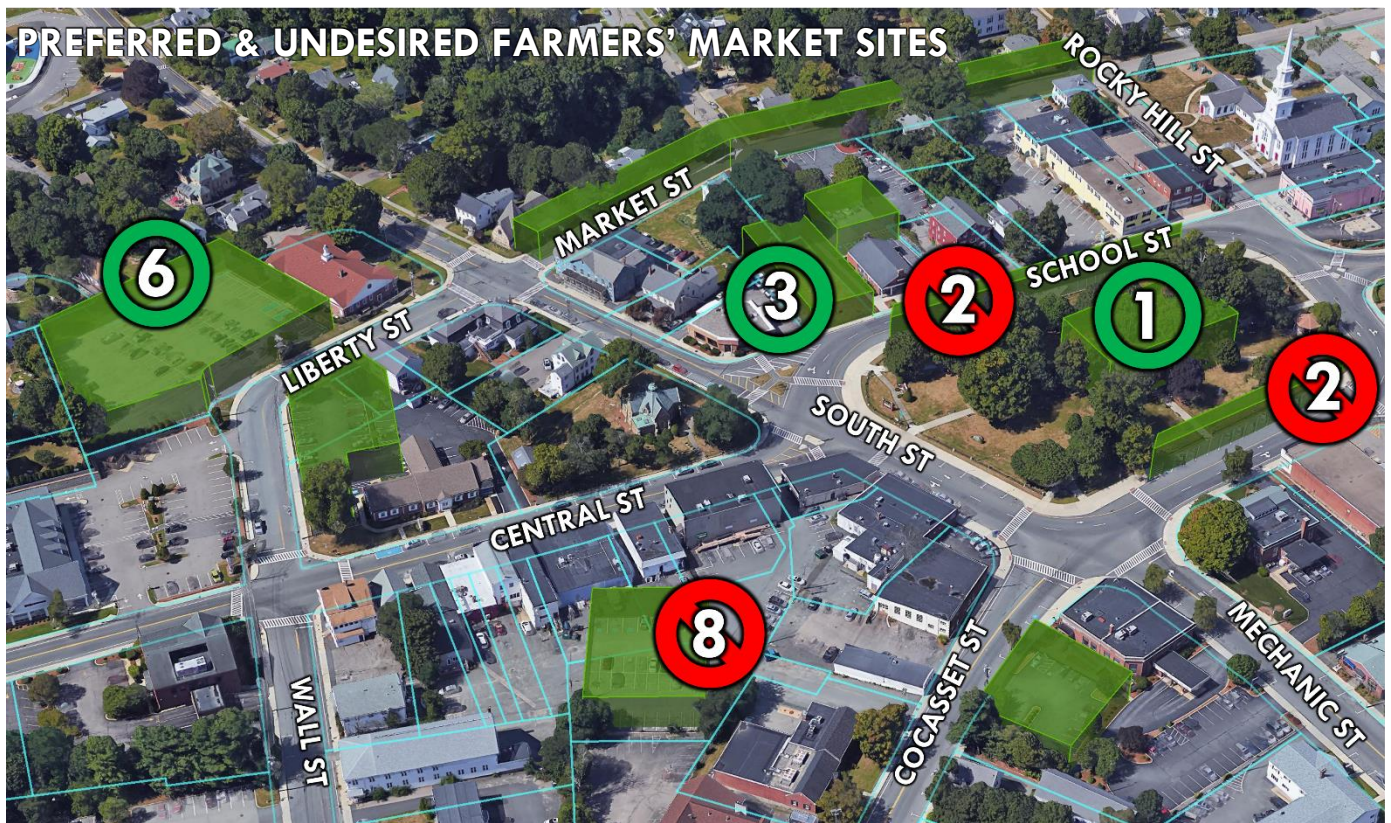 PREFERRED & UNDESIRED FARMERS' MARKET SITES
ROCKY HILL ST
MARKET ST
SCHOOL ST
6
3
2
1
LIBERTY ST
2
SOUTH ST
CENTRAL ST
8
WALL ST
COCASSET ST
MECHANIC ST